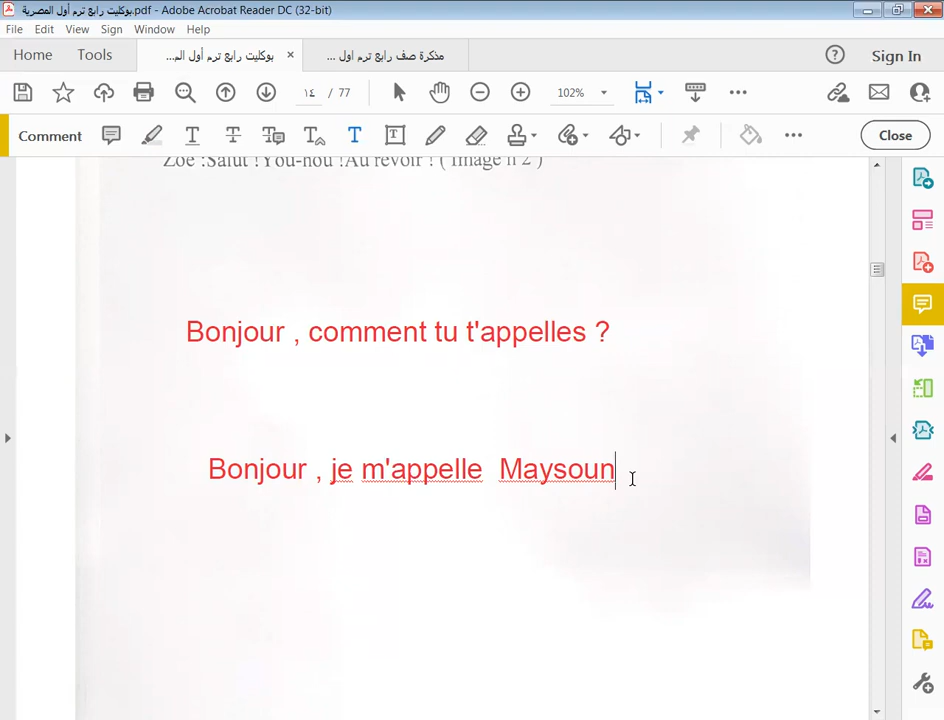 بوكليت رابع ترم أول العصرية.pdf - Adobe Acrobat Reader DC (32-bit)
File Edit View Sign Window Help
Home Tools بوكليت رابع ترم أول الم... × مذكرة صف رابع ترم اول ... Sign In
١٤ / 77 102%
Comment Close
Zoé :Salut !You-hou !Au revoir ! ( Image n°2 )
Bonjour , comment tu t'appelles ?
Bonjour , je m'appelle  Maysoun